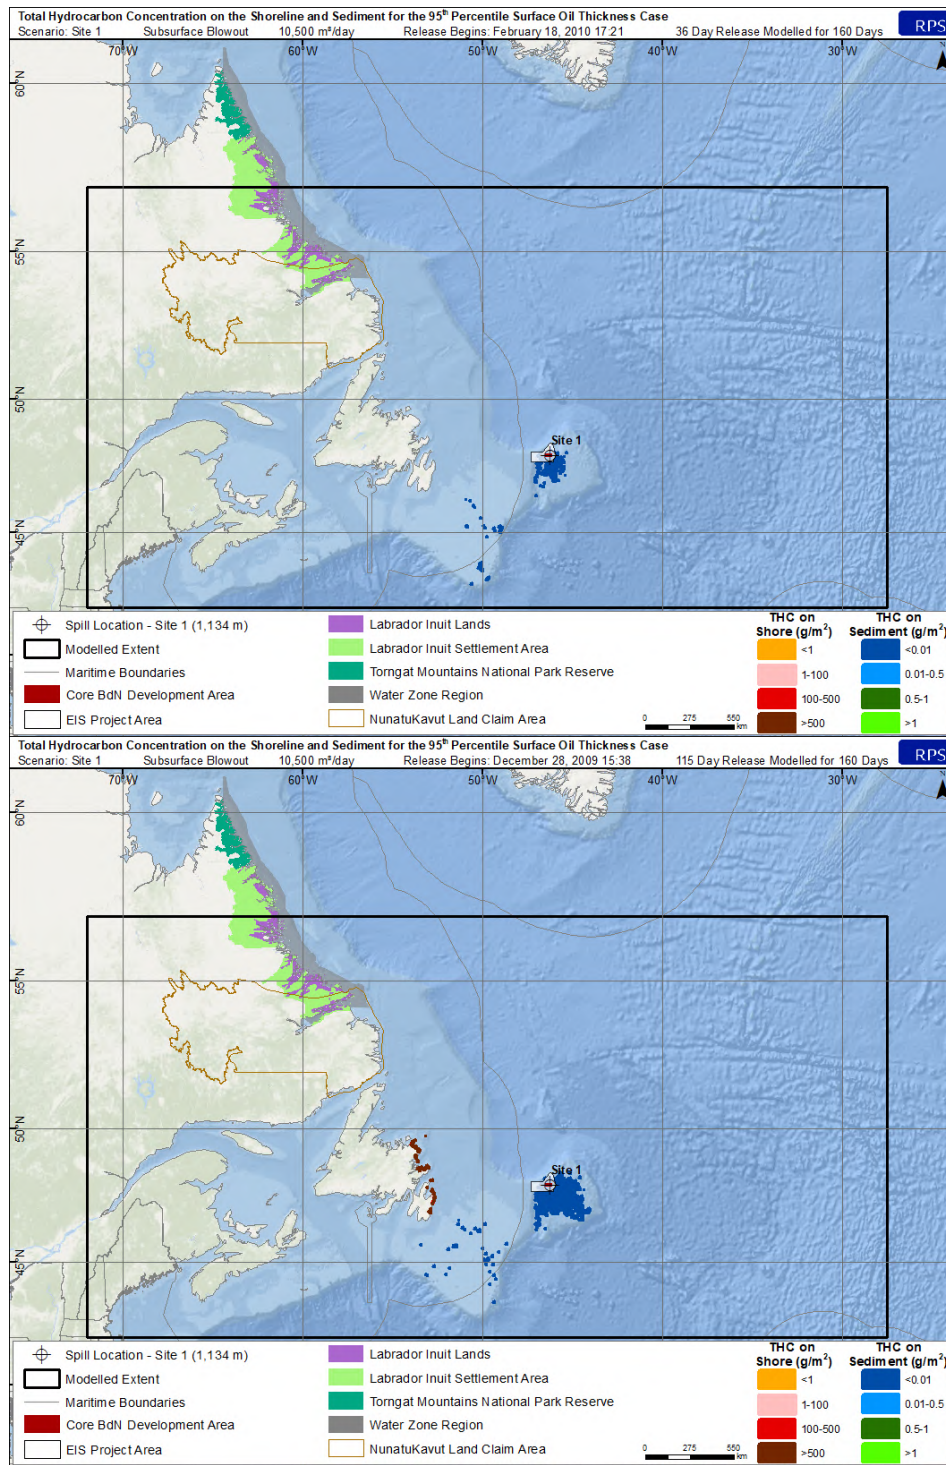 Total Hydrocarbon Concentration on the Shoreline and Sediment for the 95th Percentile Surface Oil Thickness Case
Scenario: Site 1 Subsurface Blowout 10,500 m³/day Release Begins: February 18, 2010 17:21 36 Day Release Modelled for 160 Days
RPS
70°W 60°W 50°W 40°W 30°W
60°N
55°N
50°N
Site 1
45°N
Spill Location - Site 1 (1,134 m)
Modelled Extent
Maritime Boundaries
Core BdN Development Area
EIS Project Area
Labrador Inuit Lands
Labrador Inuit Settlement Area
Torngat Mountains National Park Reserve
Water Zone Region
NunatuKavut Land Claim Area
0 275 550
km
THC on
Shore (g/m²)
<1
1-100
100-500
>500
THC on
Sediment (g/m²)
<0.01
0.01-0.5
0.5-1
>1
Total Hydrocarbon Concentration on the Shoreline and Sediment for the 95th Percentile Surface Oil Thickness Case
Scenario: Site 1 Subsurface Blowout 10,500 m³/day Release Begins: December 28, 2009 15:38 115 Day Release Modelled for 160 Days
RPS
70°W 60°W 50°W 40°W 30°W
60°N
55°N
50°N
Site 1
45°N
Spill Location - Site 1 (1,134 m)
Modelled Extent
Maritime Boundaries
Core BdN Development Area
EIS Project Area
Labrador Inuit Lands
Labrador Inuit Settlement Area
Torngat Mountains National Park Reserve
Water Zone Region
NunatuKavut Land Claim Area
0 275 550
km
THC on
Shore (g/m²)
<1
1-100
100-500
>500
THC on
Sediment (g/m²)
<0.01
0.01-0.5
0.5-1
>1